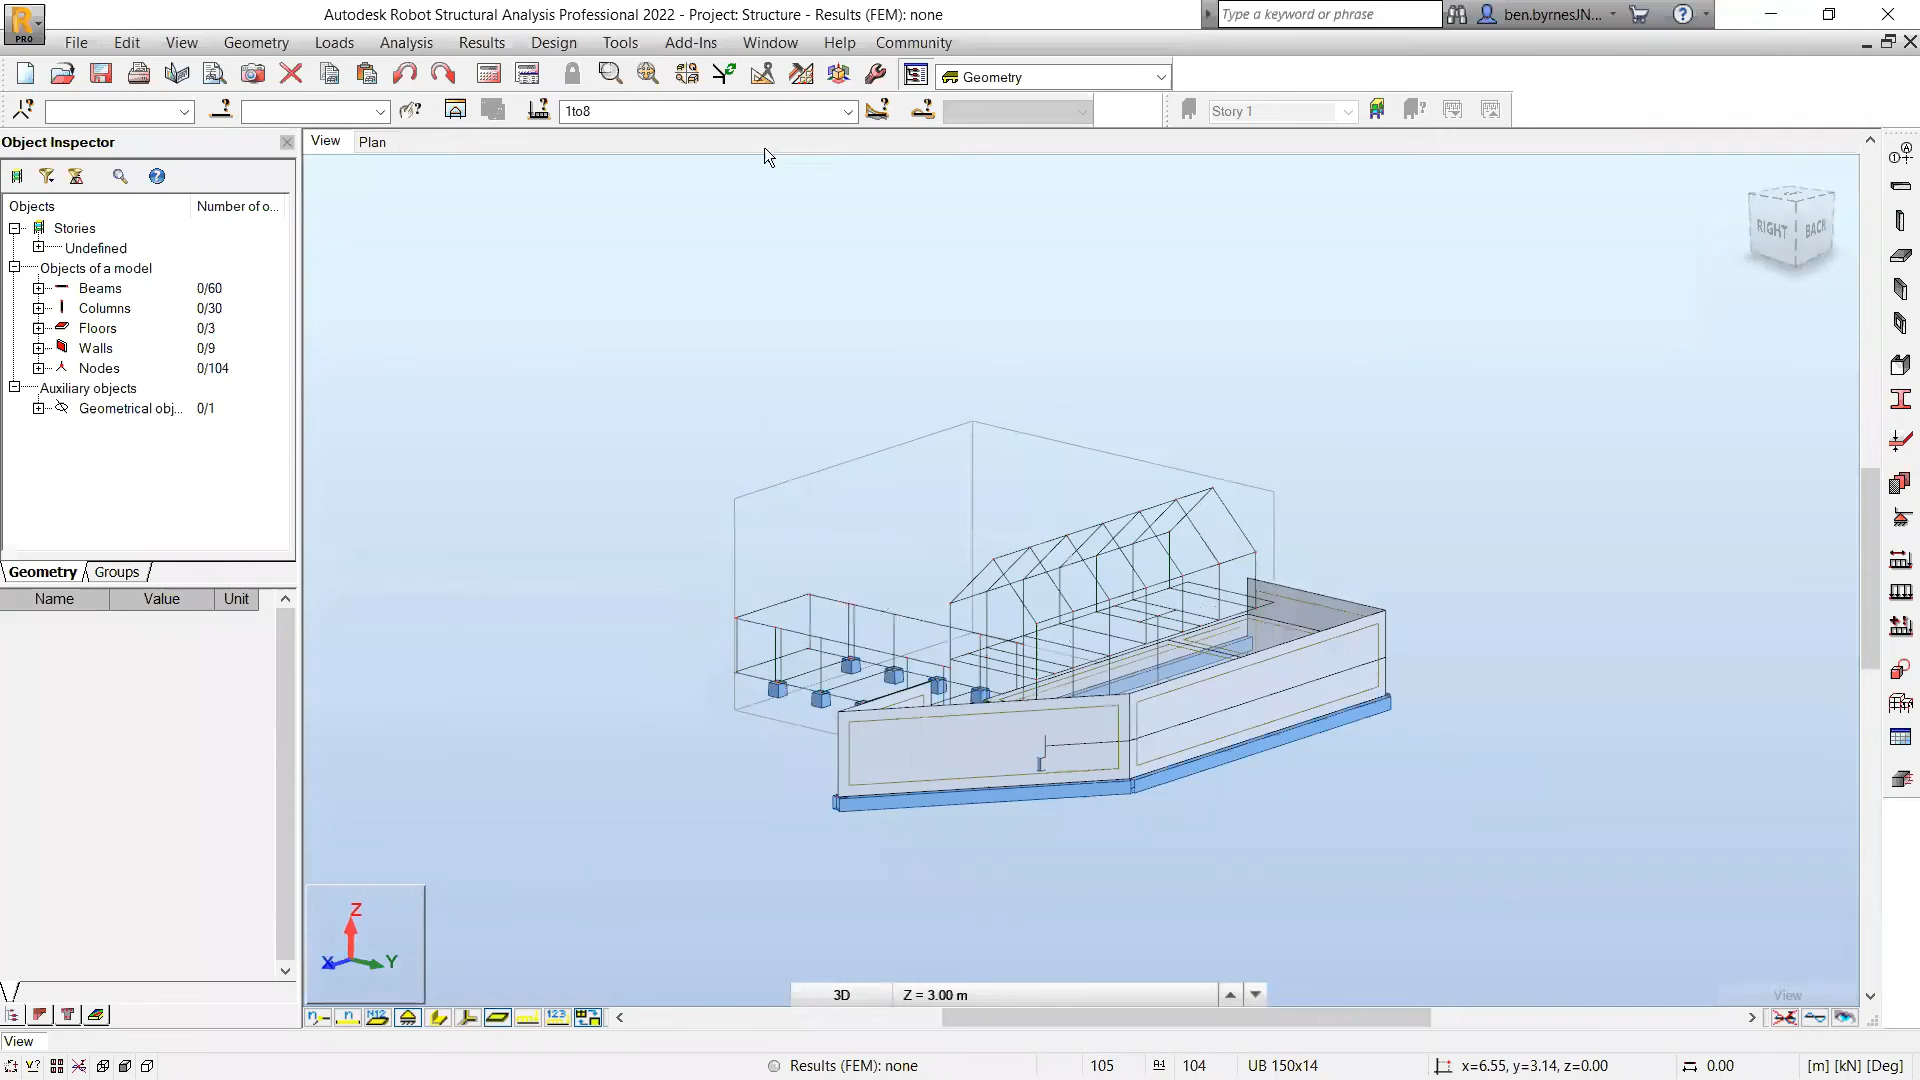 Autodesk Robot Structural Analysis Professional 2022 - Project: Structure - Results (FEM): none
Type a keyword or phrase
ben.byrnesJN...
PRO
File Edit View Geometry Loads Analysis Results Design Tools Add-Ins Window Help Community
Geometry
1to8
Story 1
Object Inspector
View Plan
Objects Number of o...
Stories
Undefined
Objects of a model
Beams 0/60
Columns 0/30
Floors 0/3
Walls 0/9
Nodes 0/104
Auxiliary objects
Geometrical obj... 0/1
RIGHT BACK
Geometry Groups
Name Value Unit
Z
X
Y
3D Z = 3.00 m
View
View
Results (FEM): none 105 104 UB 150x14 x=6.55, y=3.14, z=0.00 0.00 [m] [kN] [Deg]